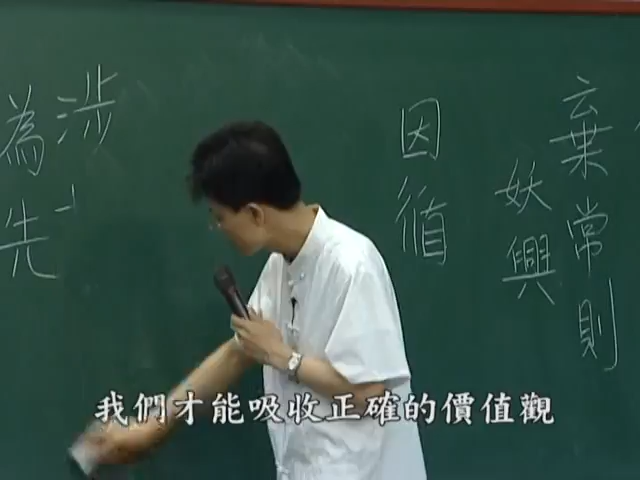 棄常則
妖興
因循
涉
為先
我們才能吸收正確的價值觀